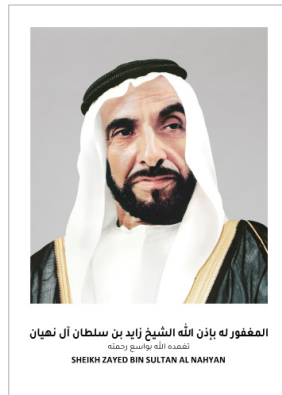 المغفور له بإذن الله الشيخ زايد بن سلطان آل نهيان
تغمده الله بواسع رحمته
SHEIKH ZAYED BIN SULTAN AL NAHYAN